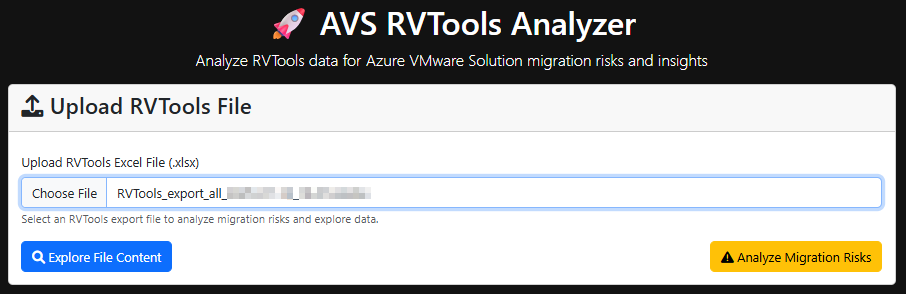 AVS RVTools Analyzer
Analyze RVTools data for Azure VMware Solution migration risks and insights
Upload RVTools File
Upload RVTools Excel File (.xlsx)
Choose File RVTools_export_all_
Select an RVTools export file to analyze migration risks and explore data.
Explore File Content Analyze Migration Risks